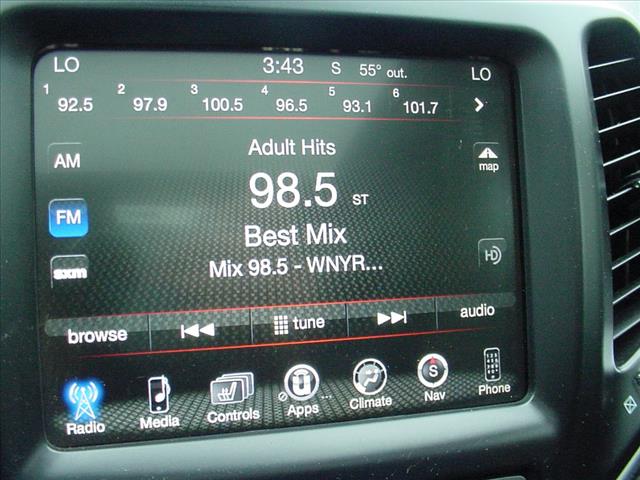 LO 3:43 S 55° out. LO
1 92.5 2 97.9 3 100.5 4 96.5 5 93.1 6 101.7
Adult Hits
AM
map
98.5 ST
FM
Best Mix
HD
sxm
Mix 98.5 - WNYR...
browse tune audio
Radio Media Controls Apps Climate S Nav Phone